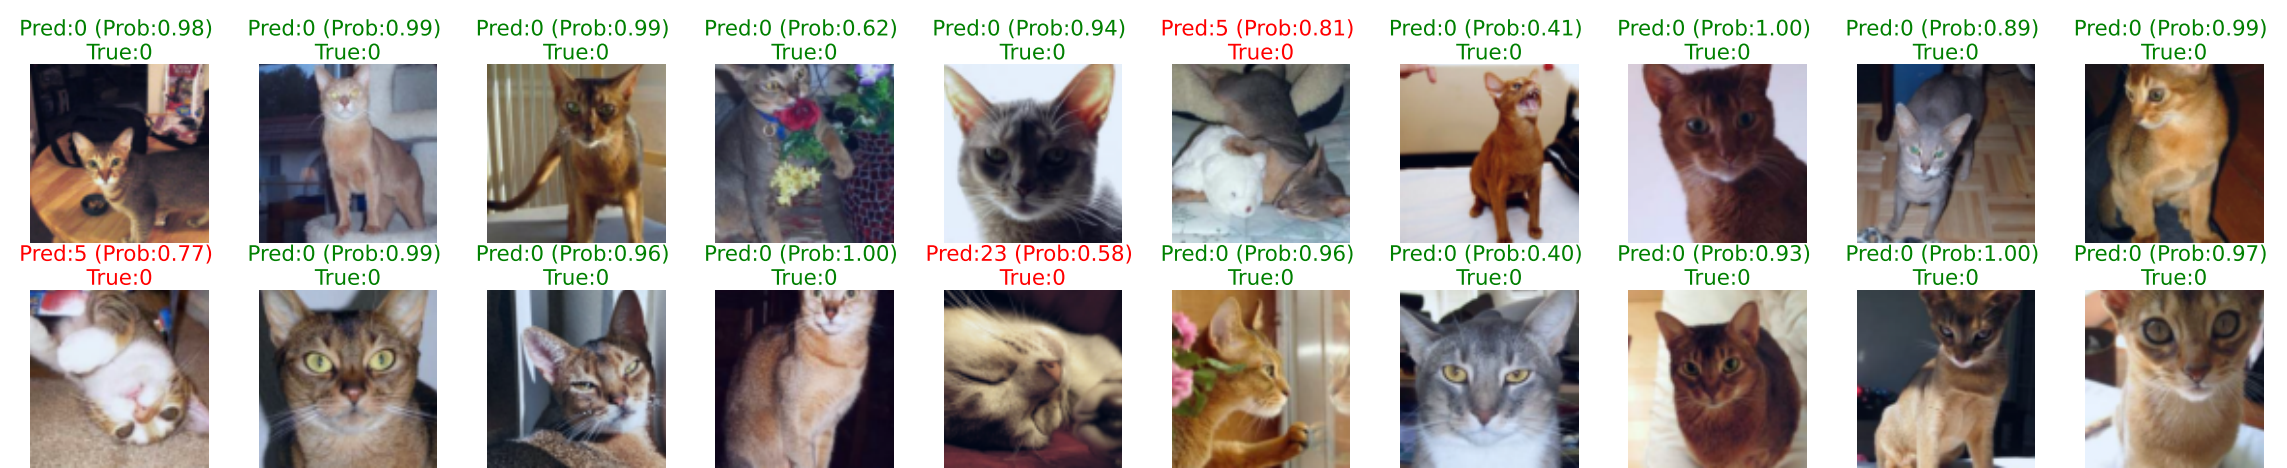 Pred:0 (Prob:0.98) Pred:0 (Prob:0.99) Pred:0 (Prob:0.99) Pred:0 (Prob:0.62) Pred:0 (Prob:0.94) Pred:5 (Prob:0.81) Pred:0 (Prob:0.41) Pred:0 (Prob:1.00) Pred:0 (Prob:0.89) Pred:0 (Prob:0.99)
True:0 True:0 True:0 True:0 True:0 True:0 True:0 True:0 True:0 True:0
Pred:5 (Prob:0.77) Pred:0 (Prob:0.99) Pred:0 (Prob:0.96) Pred:0 (Prob:1.00) Pred:23 (Prob:0.58) Pred:0 (Prob:0.96) Pred:0 (Prob:0.40) Pred:0 (Prob:0.93) Pred:0 (Prob:1.00) Pred:0 (Prob:0.97)
True:0 True:0 True:0 True:0 True:0 True:0 True:0 True:0 True:0 True:0